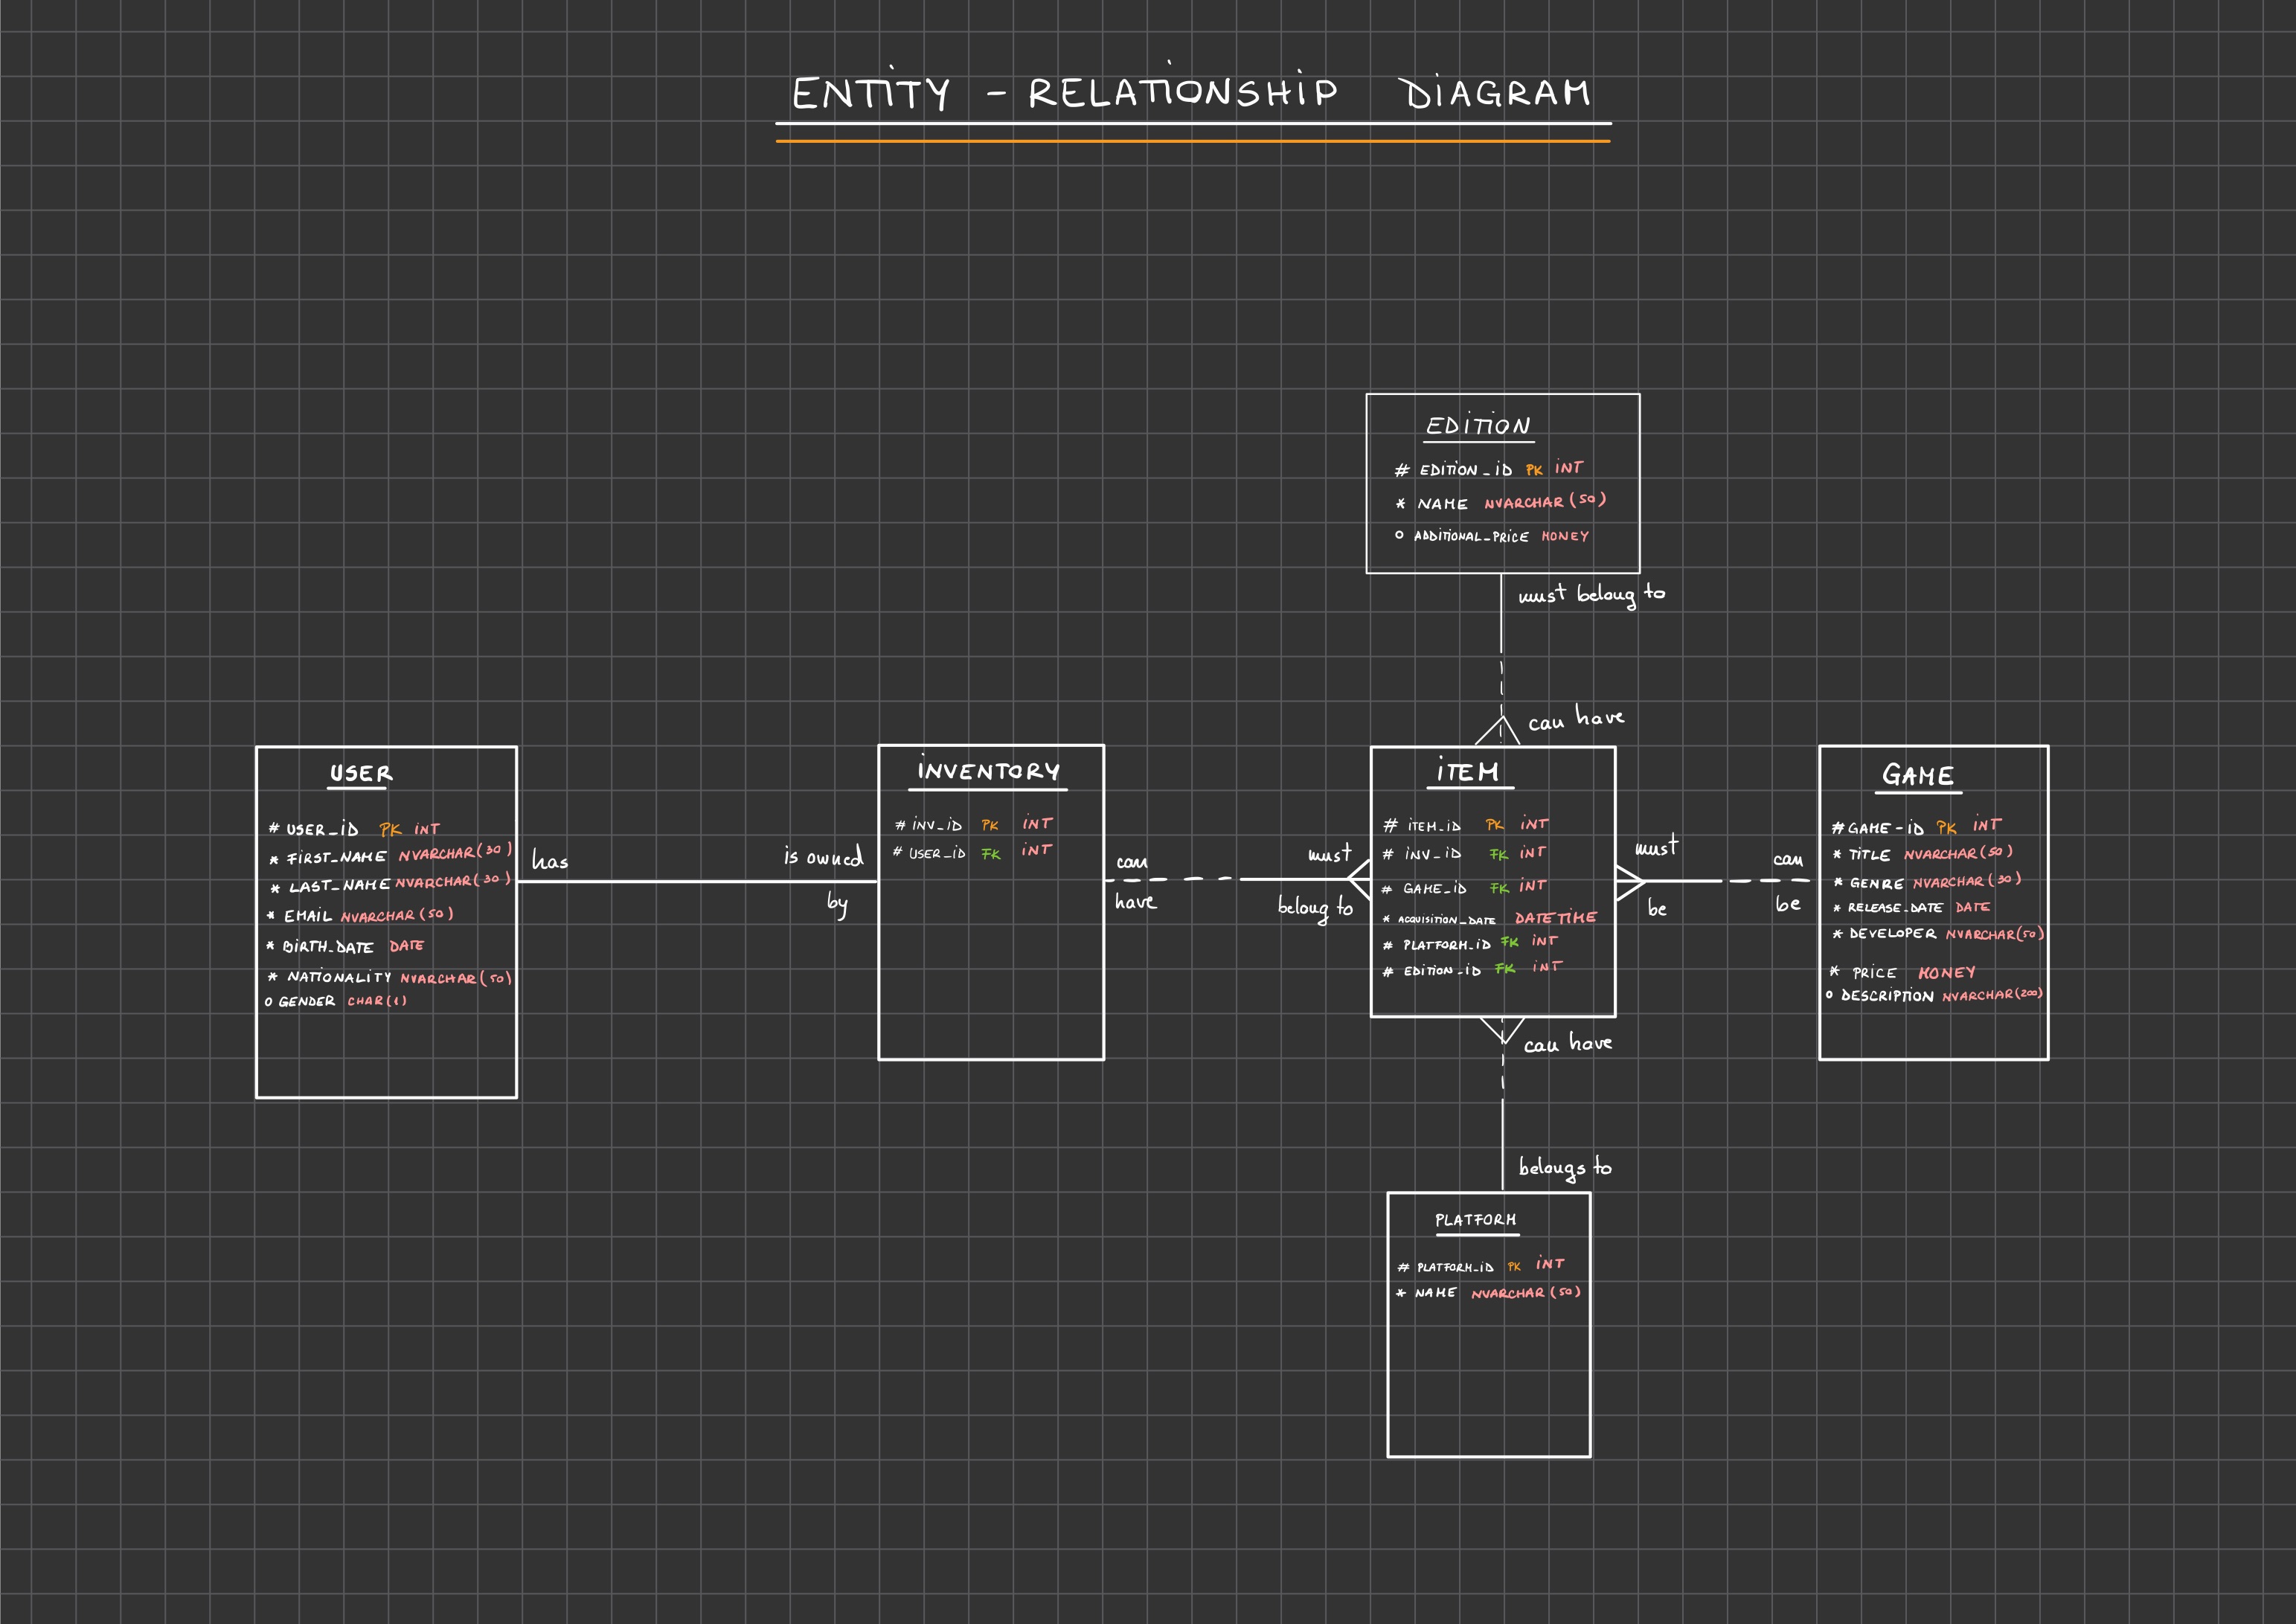 ENTITY - RELATIONSHIP DIAGRAM
EDITION
# EDITION_ID PK INT
* NAME NVARCHAR (50)
o ADDITIONAL_PRICE MONEY
must belong to
can have
USER
# USER_ID PK INT
* FIRST_NAME NVARCHAR(30)
* LAST_NAME NVARCHAR(30)
* EMAIL NVARCHAR(50)
* BIRTH_DATE DATE
* NATIONALITY NVARCHAR(50)
o GENDER CHAR(1)
has
is owned
by
INVENTORY
# INV_ID PK INT
# USER_ID FK INT
can
have
must
belong to
ITEM
# ITEM_ID PK INT
# INV_ID FK INT
# GAME_ID FK INT
* ACQUISITION_DATE DATETIME
# PLATFORM_ID FK INT
# EDITION_ID FK INT
must
be
can
be
GAME
# GAME-ID PK INT
* TITLE NVARCHAR(50)
* GENRE NVARCHAR(30)
* RELEASE_DATE DATE
* DEVELOPER NVARCHAR(50)
* PRICE MONEY
o DESCRIPTION NVARCHAR(200)
can have
belongs to
PLATFORM
# PLATFORM_ID PK INT
* NAME NVARCHAR (50)